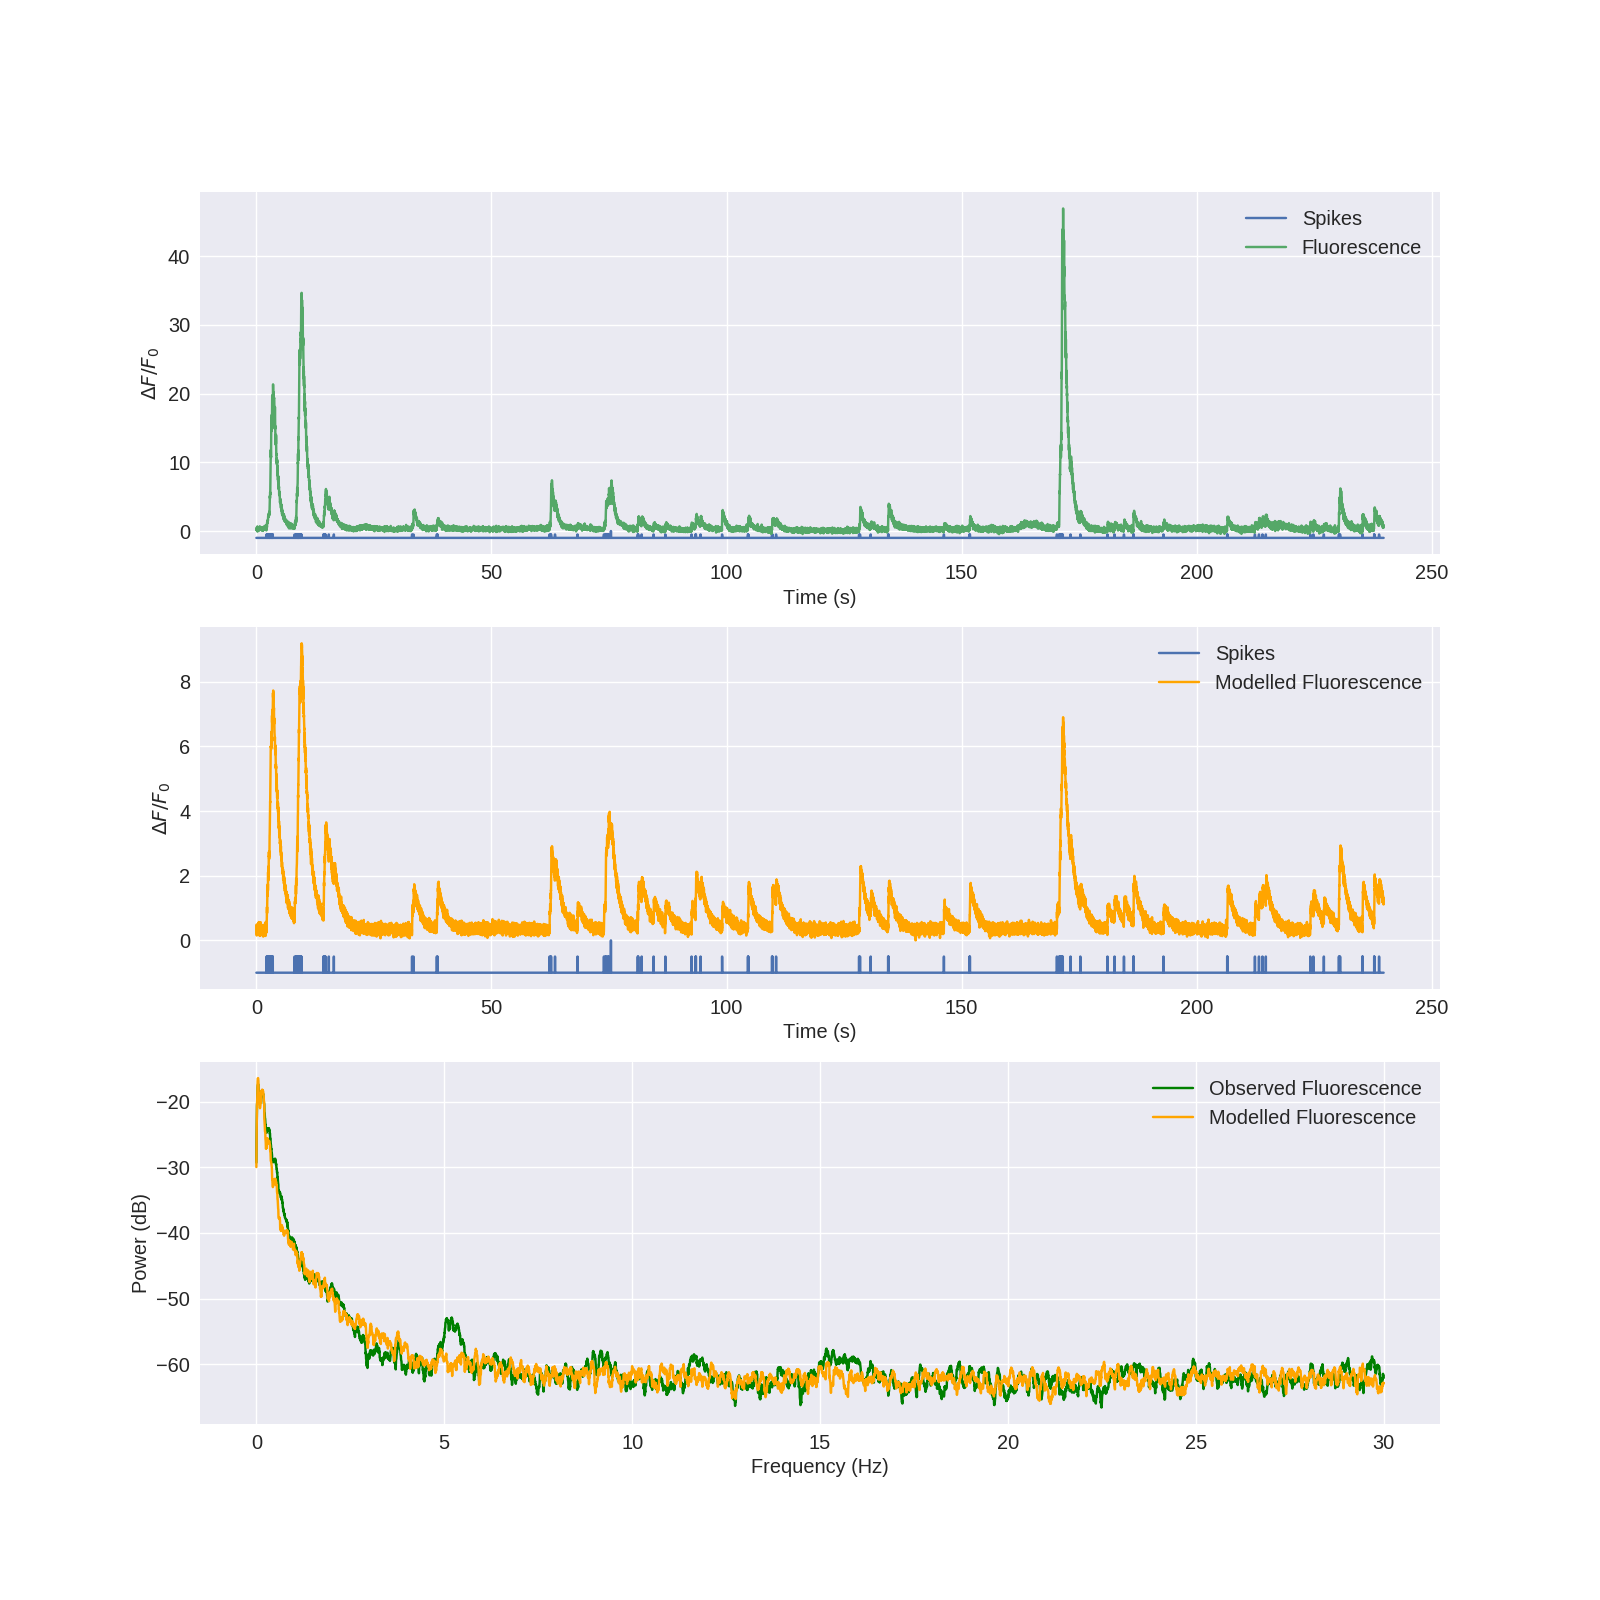 Spikes
Fluorescence
40
30
20
10
0
ΔF/F0
0 50 100 150 200 250
Time (s)
Spikes
Modelled Fluorescence
8
6
4
2
0
ΔF/F0
0 50 100 150 200 250
Time (s)
Observed Fluorescence
Modelled Fluorescence
−20
−30
−40
−50
−60
Power (dB)
0 5 10 15 20 25 30
Frequency (Hz)